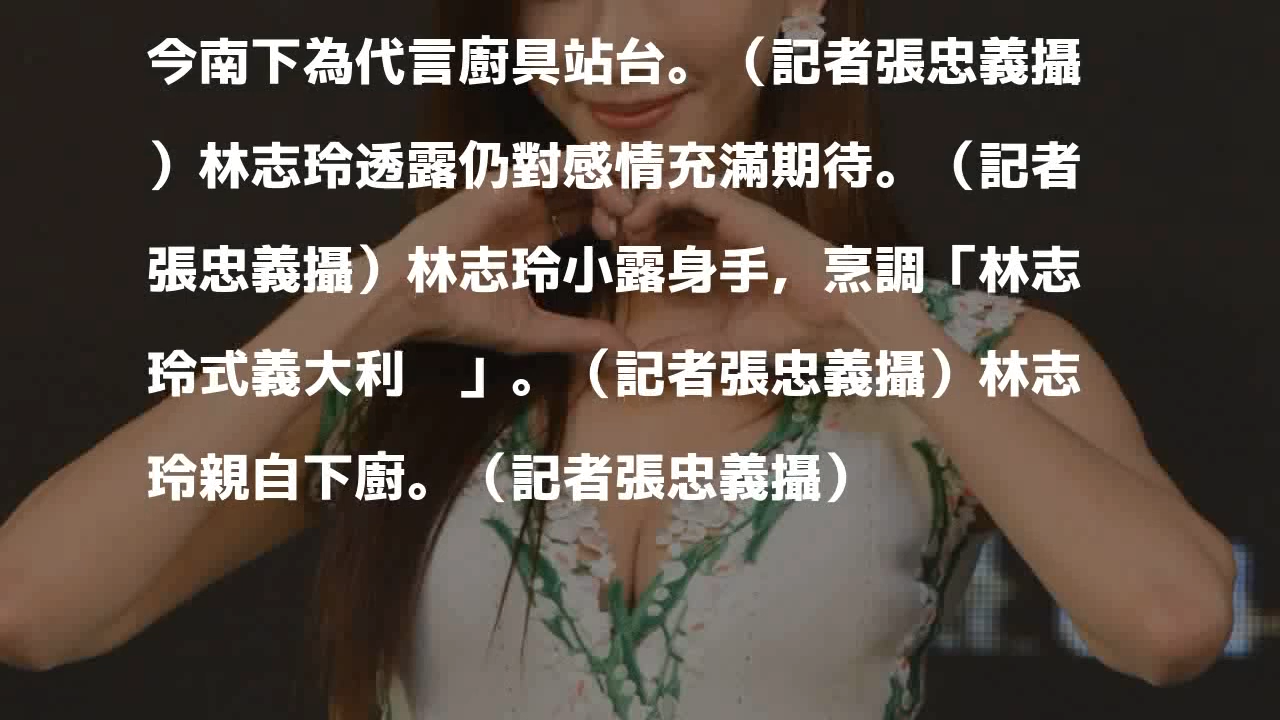 今南下為代言廚具站台。（記者張忠義攝
）林志玲透露仍對感情充滿期待。（記者
張忠義攝）林志玲小露身手，烹調「林志
玲式義大利　」。（記者張忠義攝）林志
玲親自下廚。（記者張忠義攝）